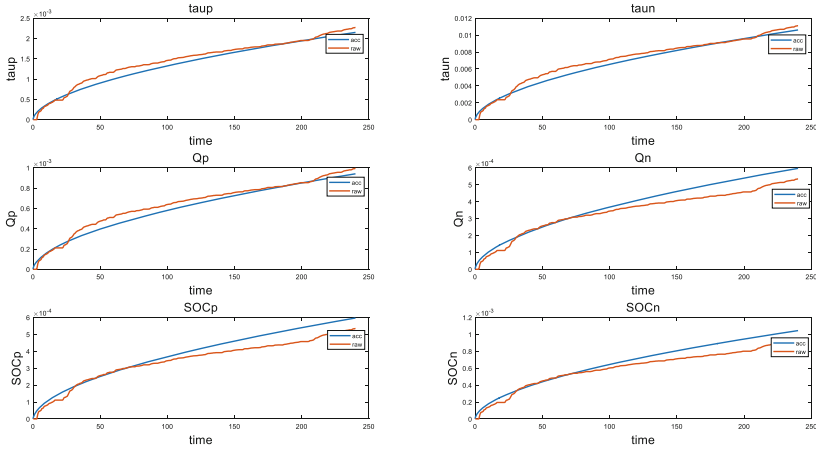 taup
×10⁻³
2.5
2
1.5
1
0.5
0
taup
acc
raw
0 50 100 150 200 250
time
taun
0.012
0.01
0.008
0.006
0.004
0.002
0
taun
acc
raw
0 50 100 150 200 250
time
Qp
×10⁻³
1
0.8
0.6
0.4
0.2
0
Qp
acc
raw
0 50 100 150 200 250
time
Qn
×10⁻⁴
6
5
4
3
2
1
0
Qn
acc
raw
0 50 100 150 200 250
time
SOCp
×10⁻⁴
6
5
4
3
2
1
0
SOCp
acc
raw
0 50 100 150 200 250
time
SOCn
×10⁻³
1.2
1
0.8
0.6
0.4
0.2
0
SOCn
acc
raw
0 50 100 150 200 250
time